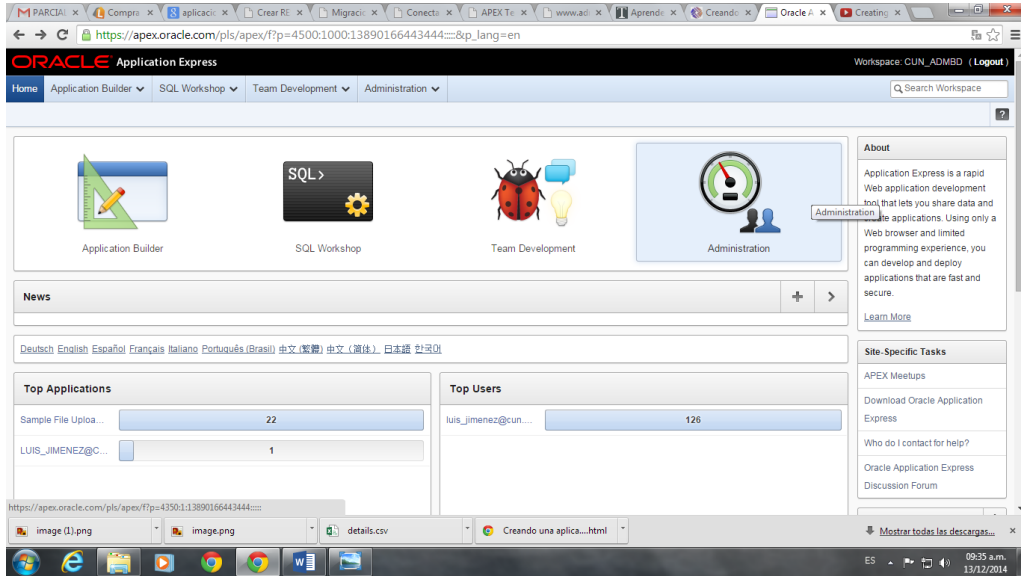 PARCIAL
Compra
aplicacic
Crear RE
Migracic
Conecta
APEX Te
www.adi
Aprende
Creando
Oracle A
Creating
https://apex.oracle.com/pls/apex/f?p=4500:1000:13890166443444:::::&p_lang=en
ORACLE Application Express
Workspace: CUN_ADMBD ( Logout )
Home Application Builder SQL Workshop Team Development Administration
Search Workspace
?
SQL>
Application Builder
SQL Workshop
Team Development
Administration
Administration
About
Application Express is a rapid
Web application development
tool that lets you share data and
applications. Using only a
Web browser and limited
programming experience, you
can develop and deploy
applications that are fast and
secure.
Learn More
News
Deutsch English Español Français Italiano Português (Brasil) 中文 (繁體) 中文（简体） 日本語 한국어
Site-Specific Tasks
APEX Meetups
Download Oracle Application
Express
Who do I contact for help?
Oracle Application Express
Discussion Forum
Top Applications
Sample File Uploa... 22
LUIS_JIMENEZ@C... 1
Top Users
luis_jimenez@cun.... 126
https://apex.oracle.com/pls/apex/f?p=4350:1:13890166443444:::::
image (1).png
image.png
details.csv
Creando una aplica....html
Mostrar todas las descargas...
W
ES
09:35 a.m.
13/12/2014